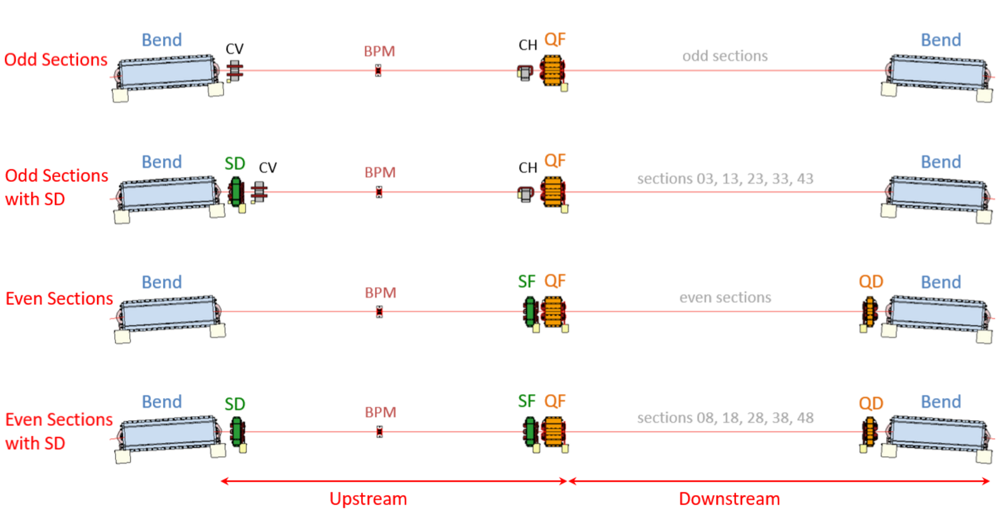 Bend CV BPM CH QF Bend
Odd Sections odd sections
Bend SD CV BPM CH QF Bend
Odd Sections
with SD
sections 03, 13, 23, 33, 43
Bend BPM SF QF QD Bend
Even Sections even sections
Bend SD BPM SF QF QD Bend
Even Sections
with SD
sections 08, 18, 28, 38, 48
Upstream Downstream